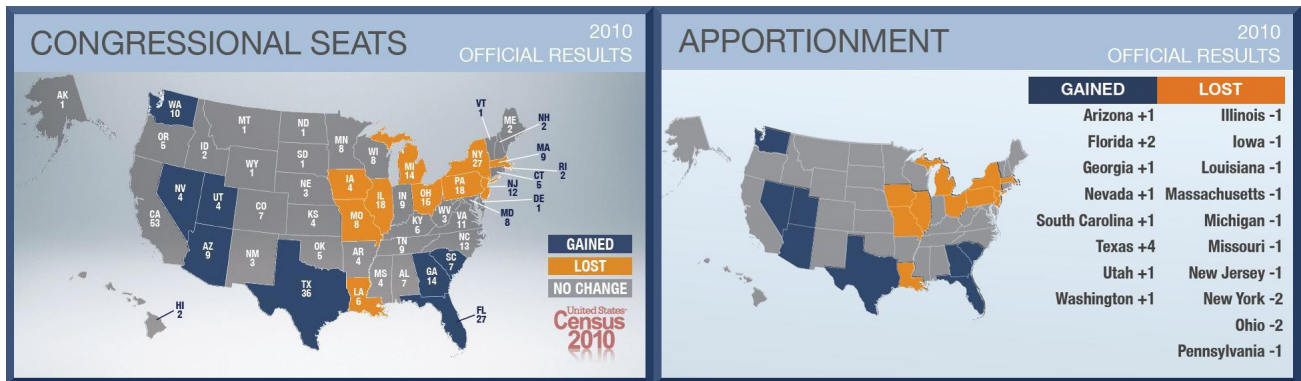 CONGRESSIONAL SEATS
2010
OFFICIAL RESULTS
AK
1
WA
10
OR
5
CA
53
NV
4
ID
2
MT
1
WY
1
UT
4
AZ
9
CO
7
NM
3
ND
1
SD
1
NE
3
KS
4
OK
5
TX
36
MN
8
IA
4
MO
8
AR
4
LA
6
WI
8
IL
18
MI
14
IN
9
OH
16
KY
6
TN
9
MS
4
AL
7
GA
14
FL
27
SC
7
NC
13
VA
11
WV
3
PA
18
NY
27
VT
1
ME
2
NH
2
MA
9
RI
2
CT
5
NJ
12
DE
1
MD
8
HI
2
GAINED
LOST
NO CHANGE
United States
Census
2010
APPORTIONMENT
2010
OFFICIAL RESULTS
GAINED
Arizona +1
Florida +2
Georgia +1
Nevada +1
South Carolina +1
Texas +4
Utah +1
Washington +1
LOST
Illinois -1
Iowa -1
Louisiana -1
Massachusetts -1
Michigan -1
Missouri -1
New Jersey -1
New York -2
Ohio -2
Pennsylvania -1